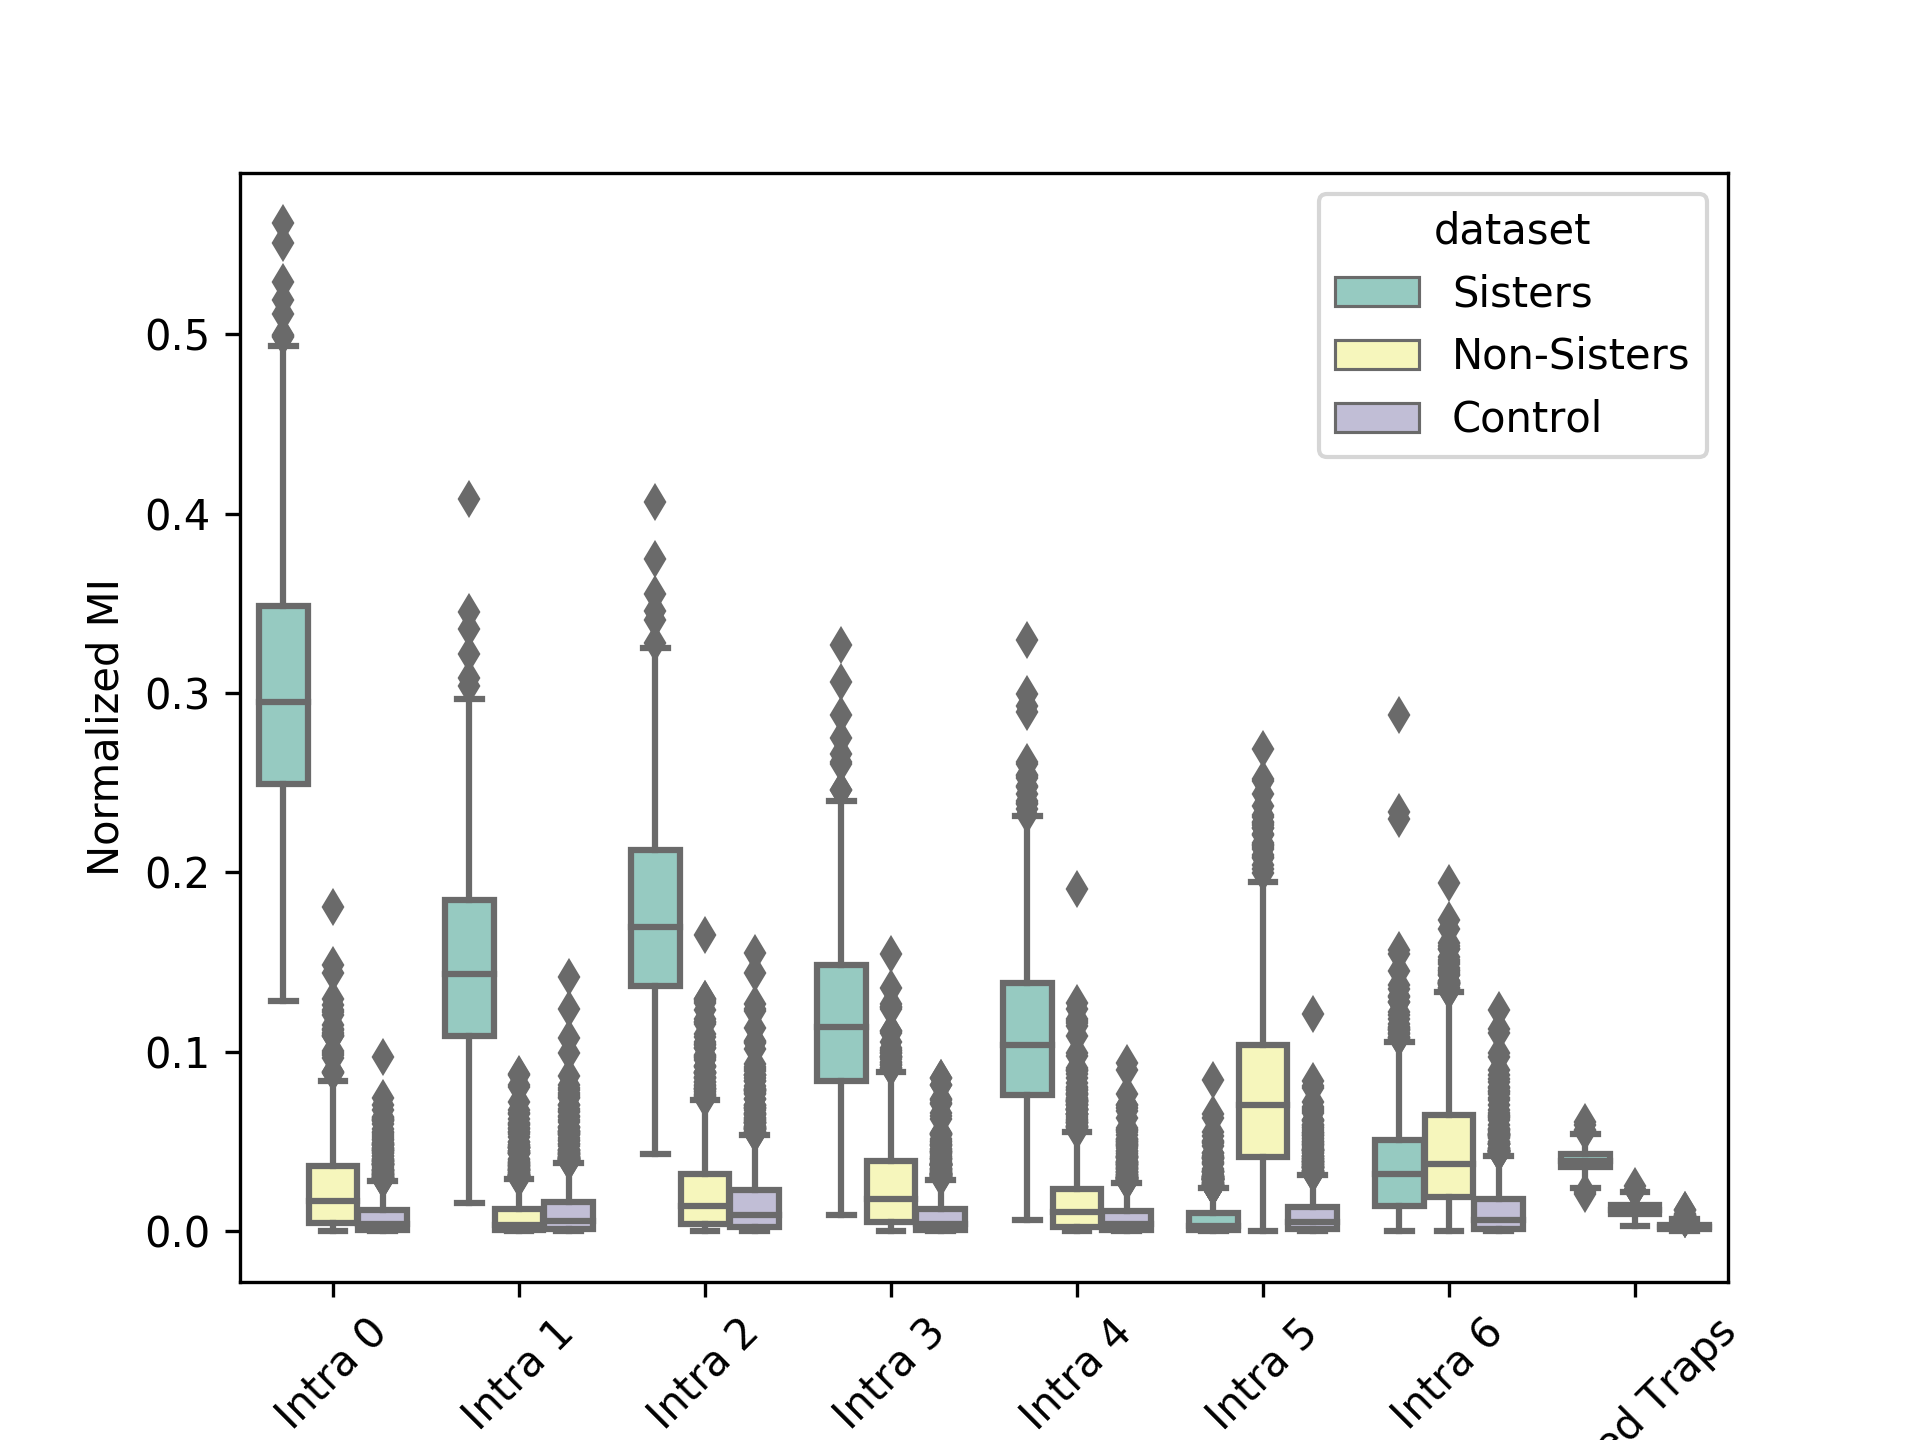 dataset
Sisters
Non-Sisters
Control
Normalized MI
0.5
0.4
0.3
0.2
0.1
0.0
Intra 0
Intra 1
Intra 2
Intra 3
Intra 4
Intra 5
Intra 6
Traps